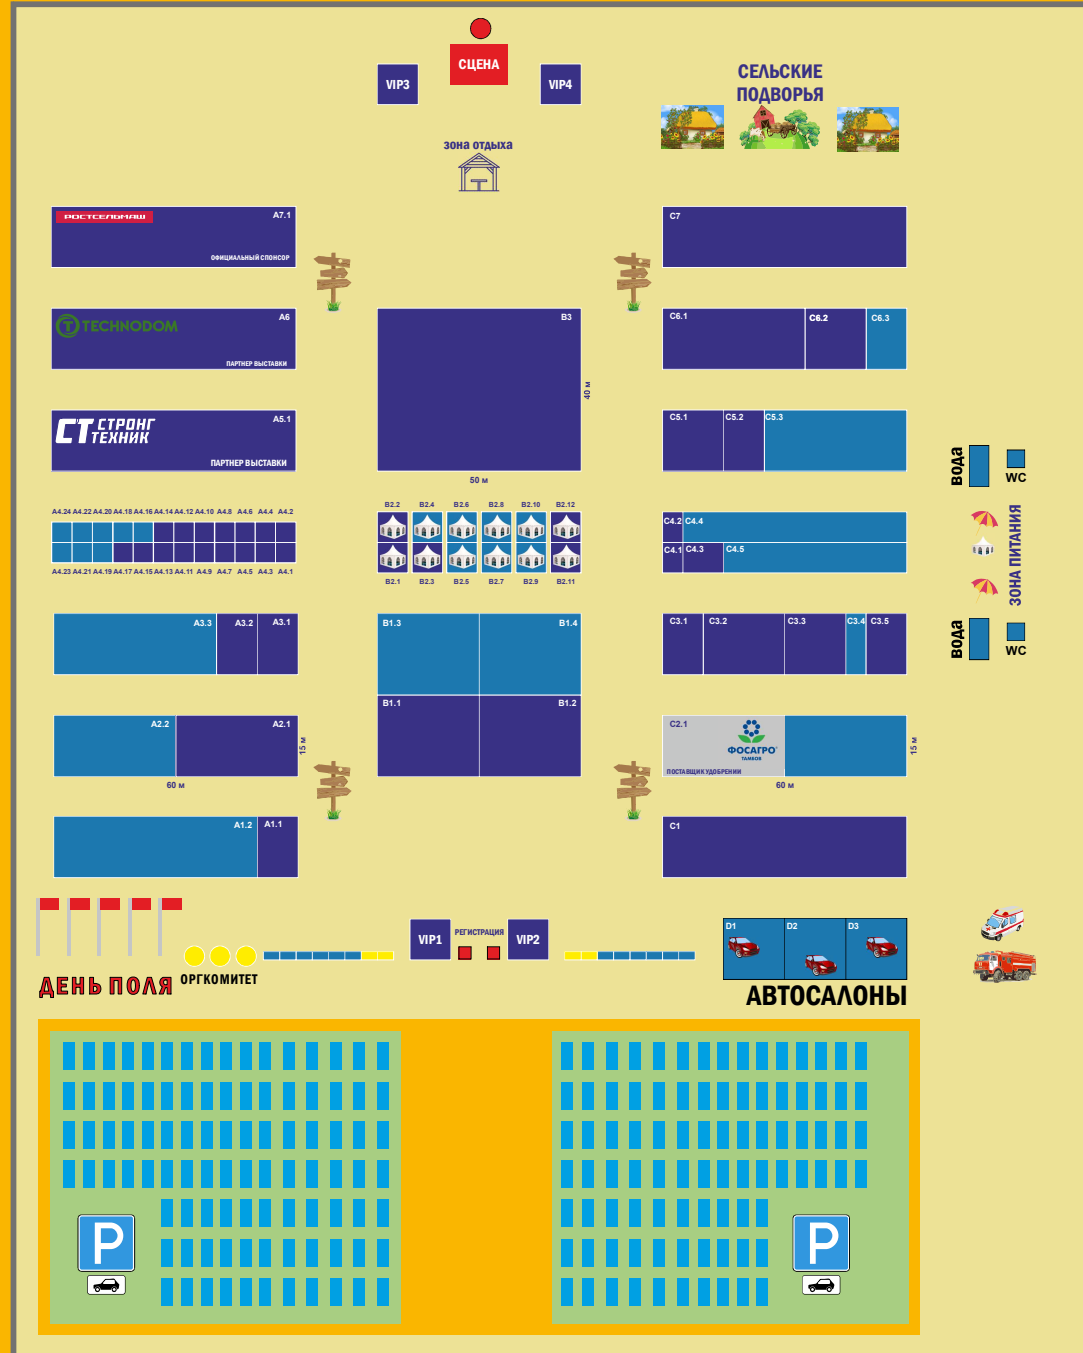 СЦЕНА
VIP3
VIP4
СЕЛЬСКИЕ
ПОДВОРЬЯ
зона отдыха
РОСТСЕЛЬМАШ
A7.1
ОФИЦИАЛЬНЫЙ СПОНСОР
C7
TECHNODOM
A6
ПАРТНЕР ВЫСТАВКИ
B3
40 м
50 м
C6.1
C6.2
C6.3
СТ СТРОНГ
ТЕХНИК
A5.1
ПАРТНЕР ВЫСТАВКИ
C5.1
C5.2
C5.3
ВОДА
WC
A4.24 A4.22 A4.20 A4.18 A4.16 A4.14 A4.12 A4.10 A4.8 A4.6 A4.4 A4.2
A4.23 A4.21 A4.19 A4.17 A4.15 A4.13 A4.11 A4.9 A4.7 A4.5 A4.3 A4.1
B2.2 B2.4 B2.6 B2.8 B2.10 B2.12
B2.1 B2.3 B2.5 B2.7 B2.9 B2.11
C4.2 C4.4
C4.1 C4.3 C4.5
ЗОНА ПИТАНИЯ
A3.3
A3.2
A3.1
B1.3
B1.4
B1.1
B1.2
C3.1
C3.2
C3.3
C3.4
C3.5
ВОДА
WC
A2.2
A2.1
15 м
60 м
C2.1
ФОСАГРО
ТАМБОВ
ПОСТАВЩИК УДОБРЕНИЙ
15 м
60 м
A1.2
A1.1
C1
ДЕНЬ ПОЛЯ
ОРГКОМИТЕТ
VIP1
РЕГИСТРАЦИЯ
VIP2
D1
D2
D3
АВТОСАЛОНЫ
P
P